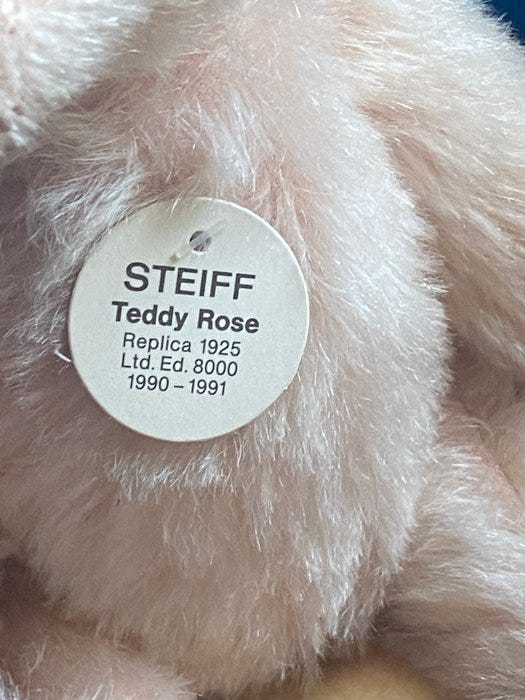 STEIFF
Teddy Rose
Replica 1925
Ltd. Ed. 8000
1990 – 1991